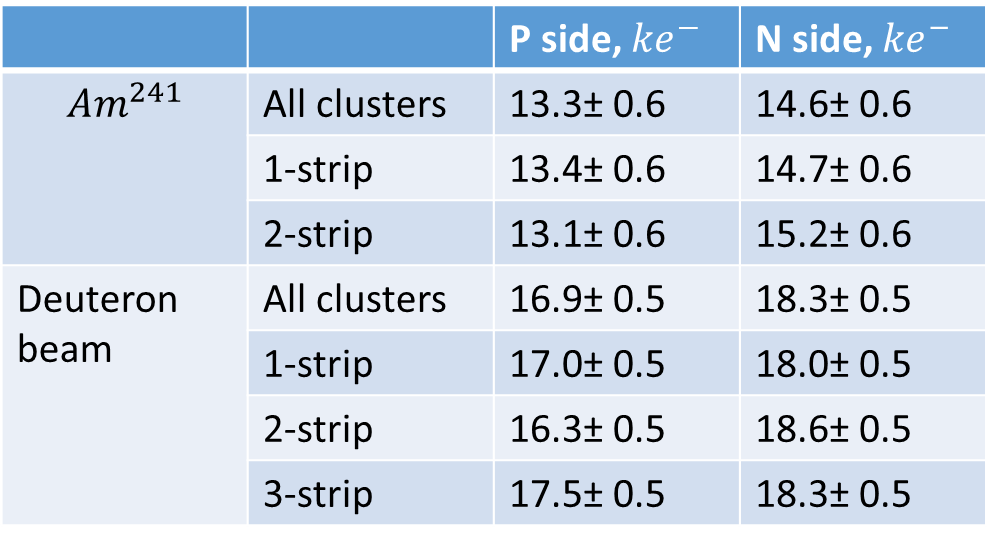 P side, ke⁻ N side, ke⁻
Am²⁴¹ All clusters 13.3± 0.6 14.6± 0.6
1-strip 13.4± 0.6 14.7± 0.6
2-strip 13.1± 0.6 15.2± 0.6
Deuteron beam All clusters 16.9± 0.5 18.3± 0.5
1-strip 17.0± 0.5 18.0± 0.5
2-strip 16.3± 0.5 18.6± 0.5
3-strip 17.5± 0.5 18.3± 0.5